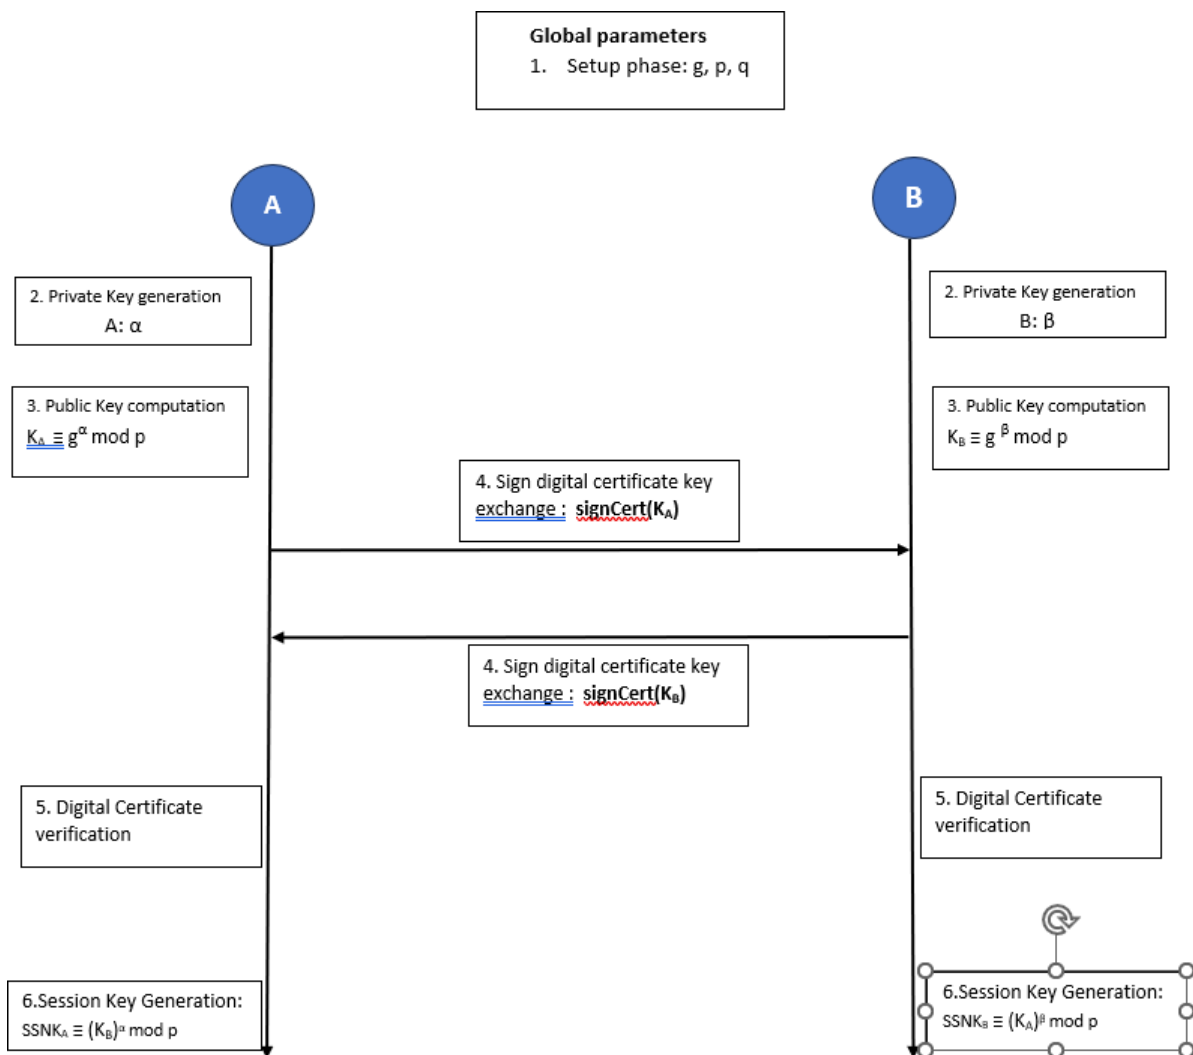 Global parameters
1. Setup phase: g, p, q
A
B
2. Private Key generation
A: α
2. Private Key generation
B: β
3. Public Key computation
K_A ≡ g^α mod p
3. Public Key computation
K_B ≡ g^β mod p
4. Sign digital certificate key
exchange : signCert(K_A)
4. Sign digital certificate key
exchange : signCert(K_B)
5. Digital Certificate
verification
5. Digital Certificate
verification
6.Session Key Generation:
SSNK_A ≡ (K_B)^α mod p
6.Session Key Generation:
SSNK_B ≡ (K_A)^β mod p